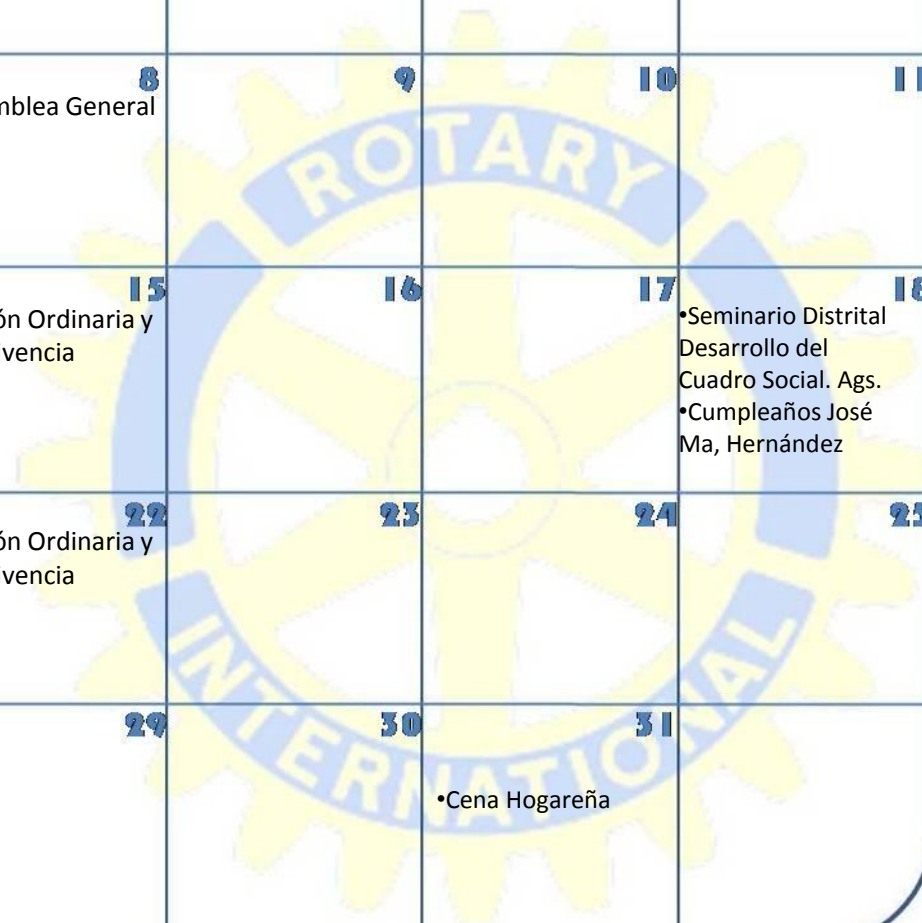 8
9
10
11
mblea General
ROTARY
15
16
17
18
ón Ordinaria y
vencia
•Seminario Distrital
Desarrollo del
Cuadro Social. Ags.
•Cumpleaños José
Ma, Hernández
22
23
24
25
ón Ordinaria y
vencia
INTERNATIONAL
29
30
31
•Cena Hogareña